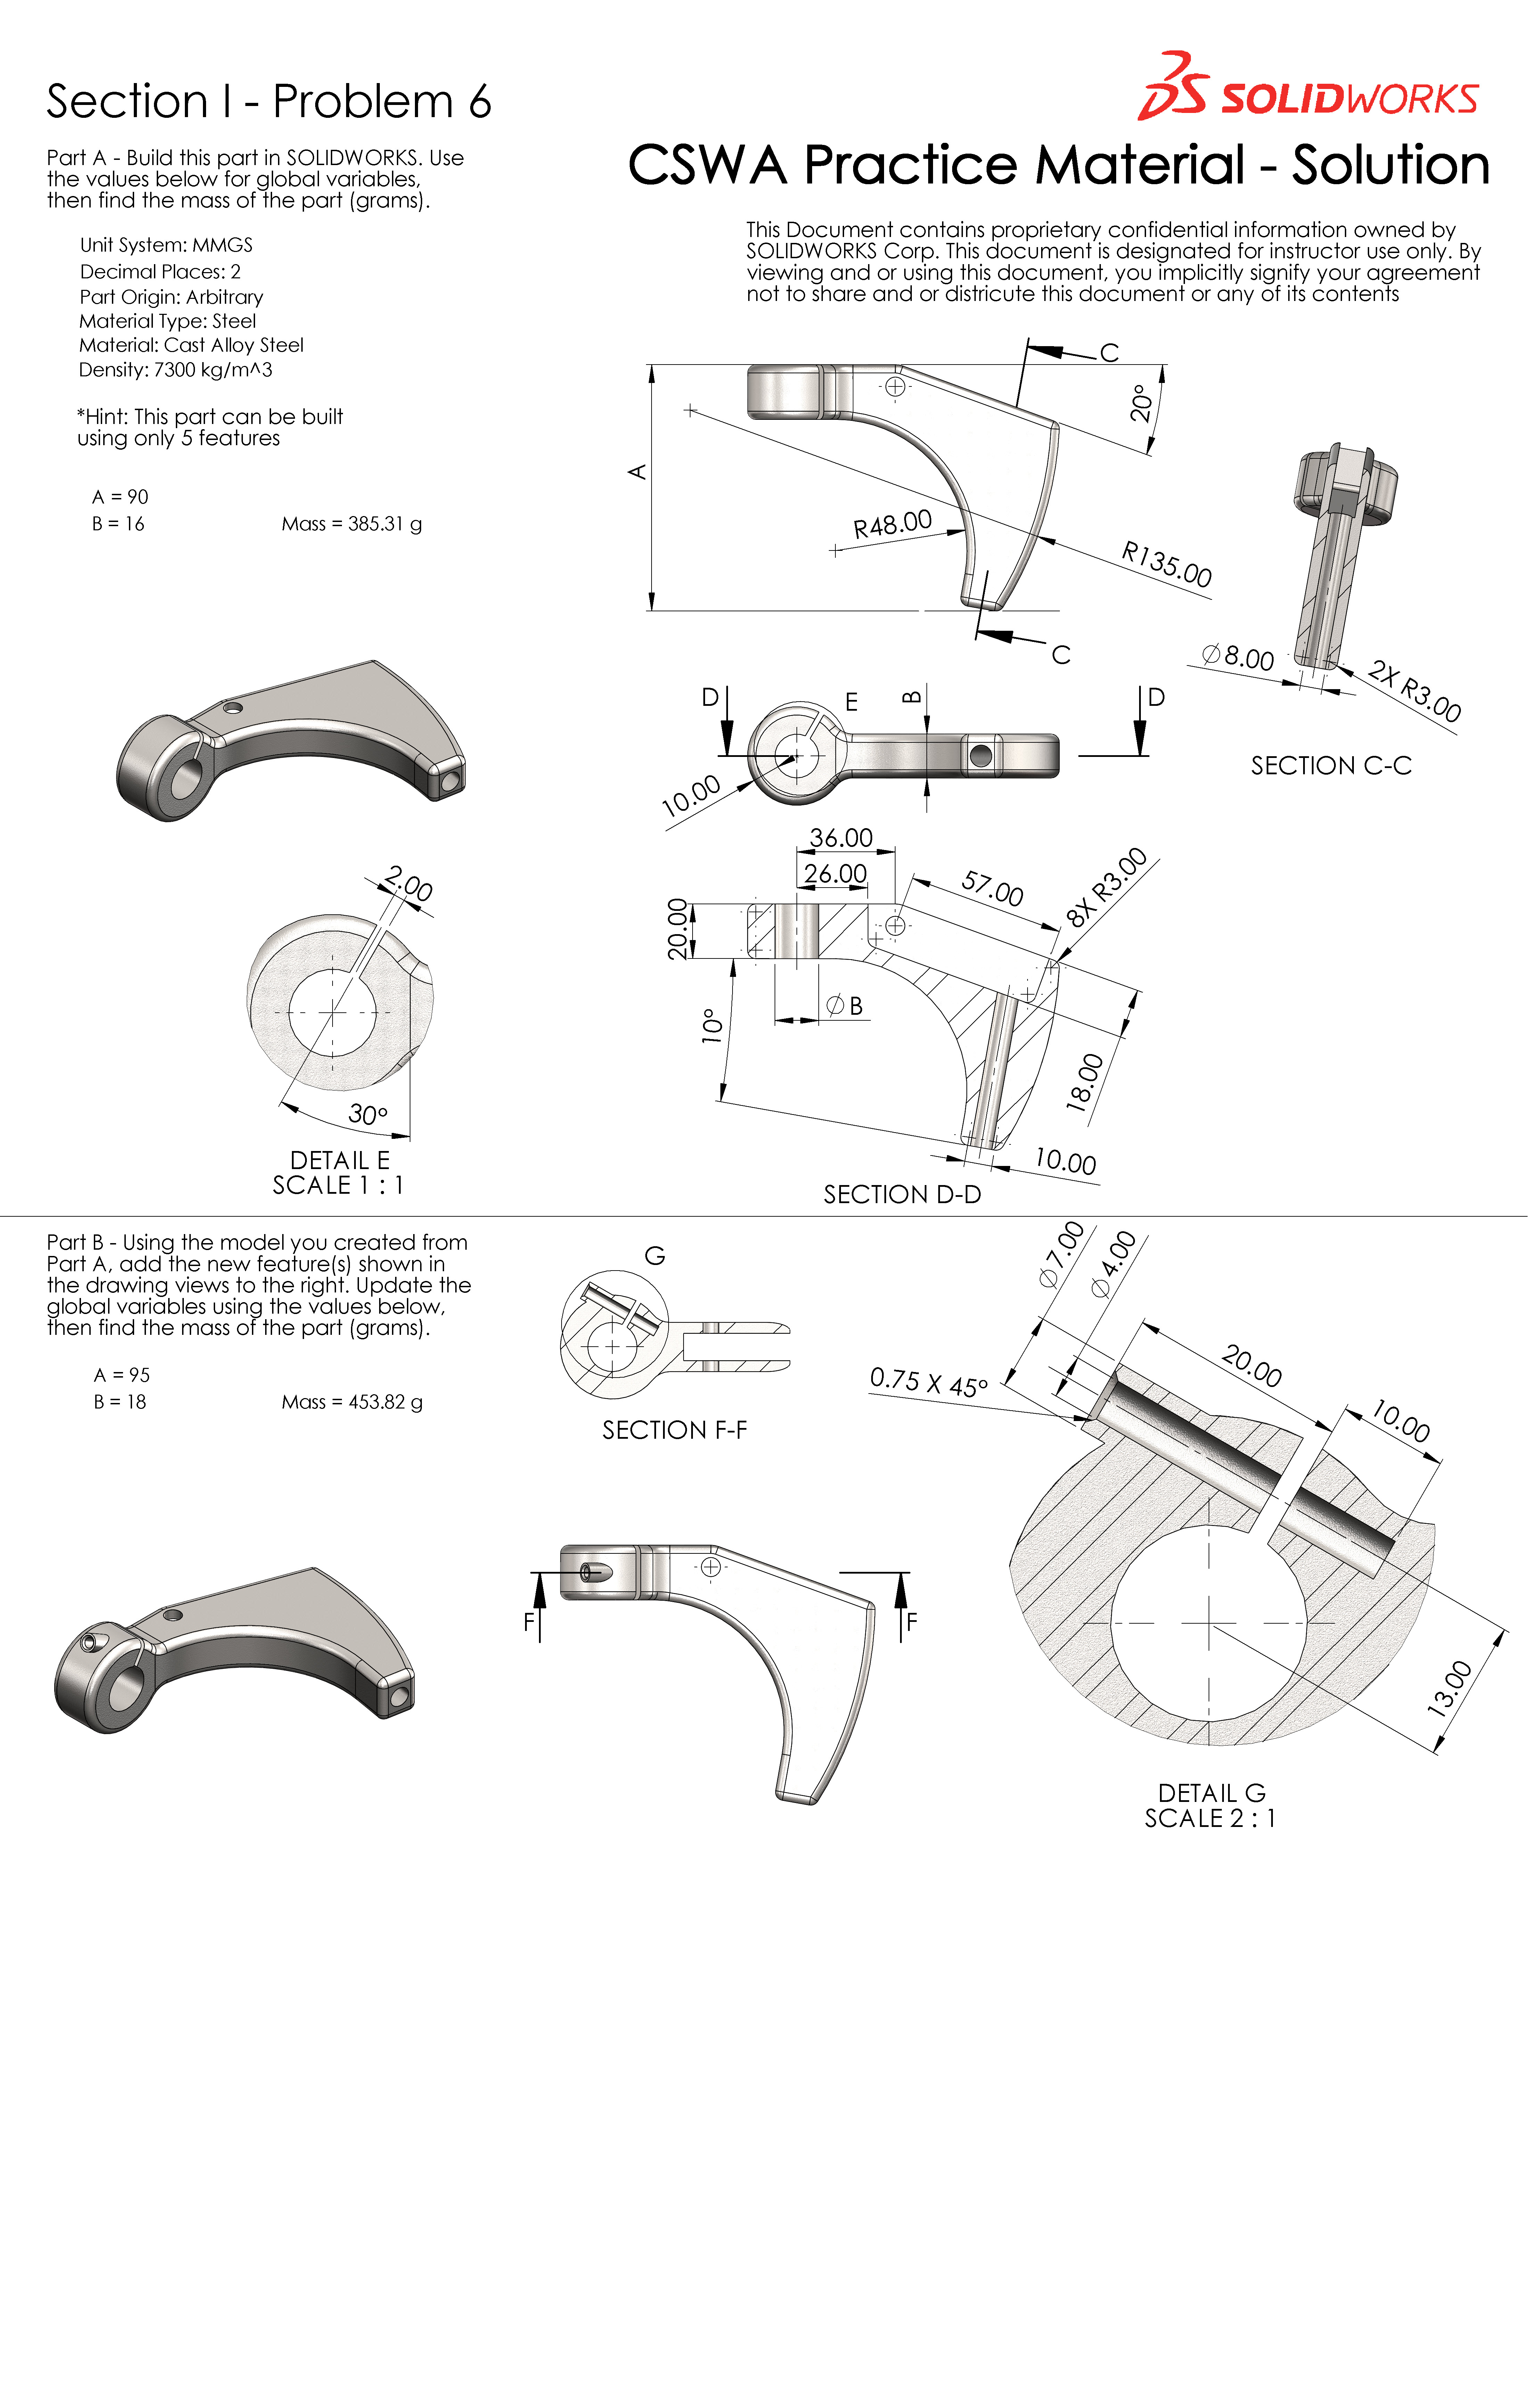 Section I - Problem 6
Part A - Build this part in SOLIDWORKS. Use
the values below for global variables,
then find the mass of the part (grams).
Unit System: MMGS
Decimal Places: 2
Part Origin: Arbitrary
Material Type: Steel
Material: Cast Alloy Steel
Density: 7300 kg/m^3
*Hint: This part can be built
using only 5 features
A = 90
B = 16
Mass = 385.31 g
SOLIDWORKS
CSWA Practice Material - Solution
This Document contains proprietary confidential information owned by
SOLIDWORKS Corp. This document is designated for instructor use only. By
viewing and or using this document, you implicitly signify your agreement
not to share and or districute this document or any of its contents
C
20°
A
R48.00
R135.00
C
∅8.00
2X R3.00
SECTION C-C
D
E
B
D
10.00
36.00
26.00
57.00
8X R3.00
20.00
∅B
10°
18.00
10.00
SECTION D-D
2.00
30°
DETAIL E
SCALE 1 : 1
Part B - Using the model you created from
Part A, add the new feature(s) shown in
the drawing views to the right. Update the
global variables using the values below,
then find the mass of the part (grams).
A = 95
B = 18
Mass = 453.82 g
G
SECTION F-F
F
F
∅7.00
∅4.00
0.75 X 45°
20.00
10.00
13.00
DETAIL G
SCALE 2 : 1